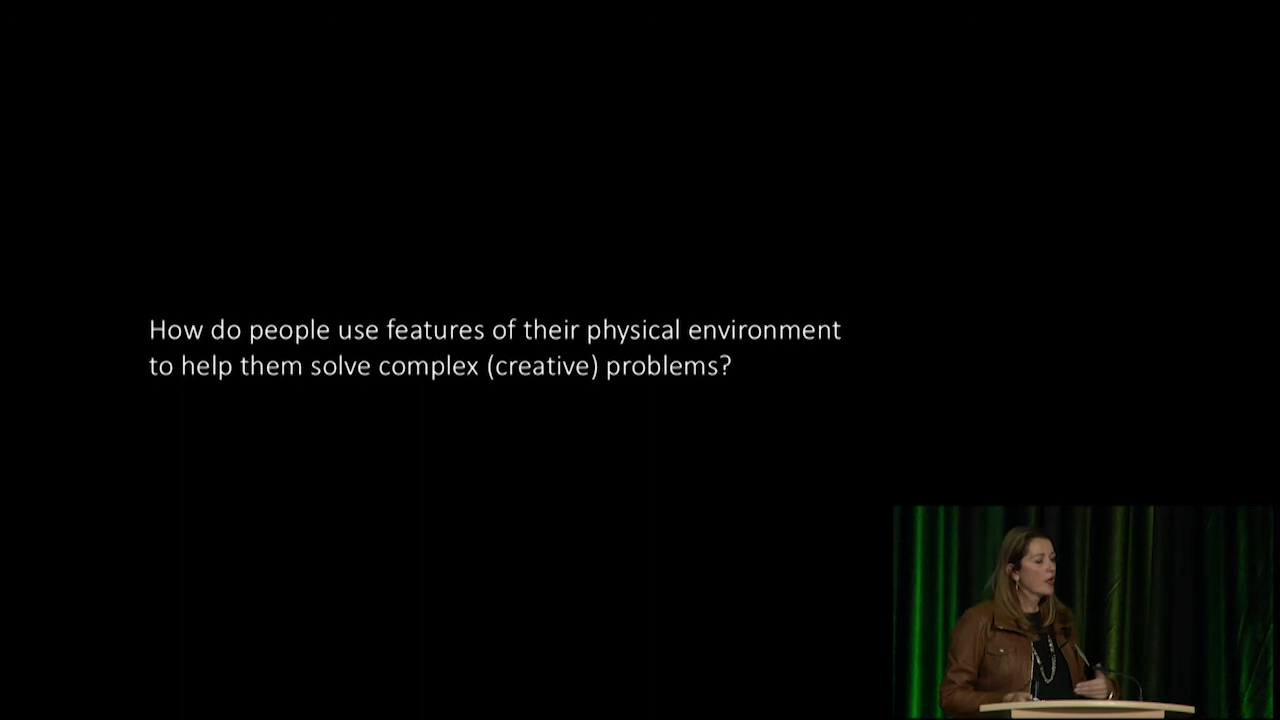 How do people use features of their physical environment
to help them solve complex (creative) problems?